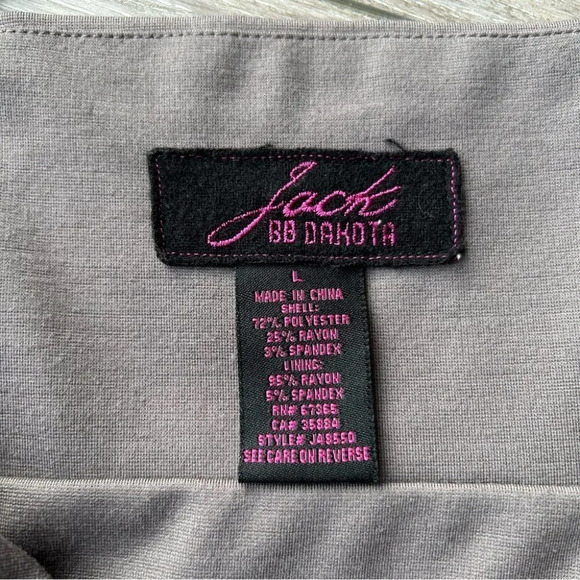 Jack
BB DAKOTA
L
MADE IN CHINA
SHELL:
72% POLYESTER
25% RAYON
3% SPANDEX
LINING:
95% RAYON
5% SPANDEX
RN# 67365
CA# 35884
STYLE# J48550
SEE CARE ON REVERSE